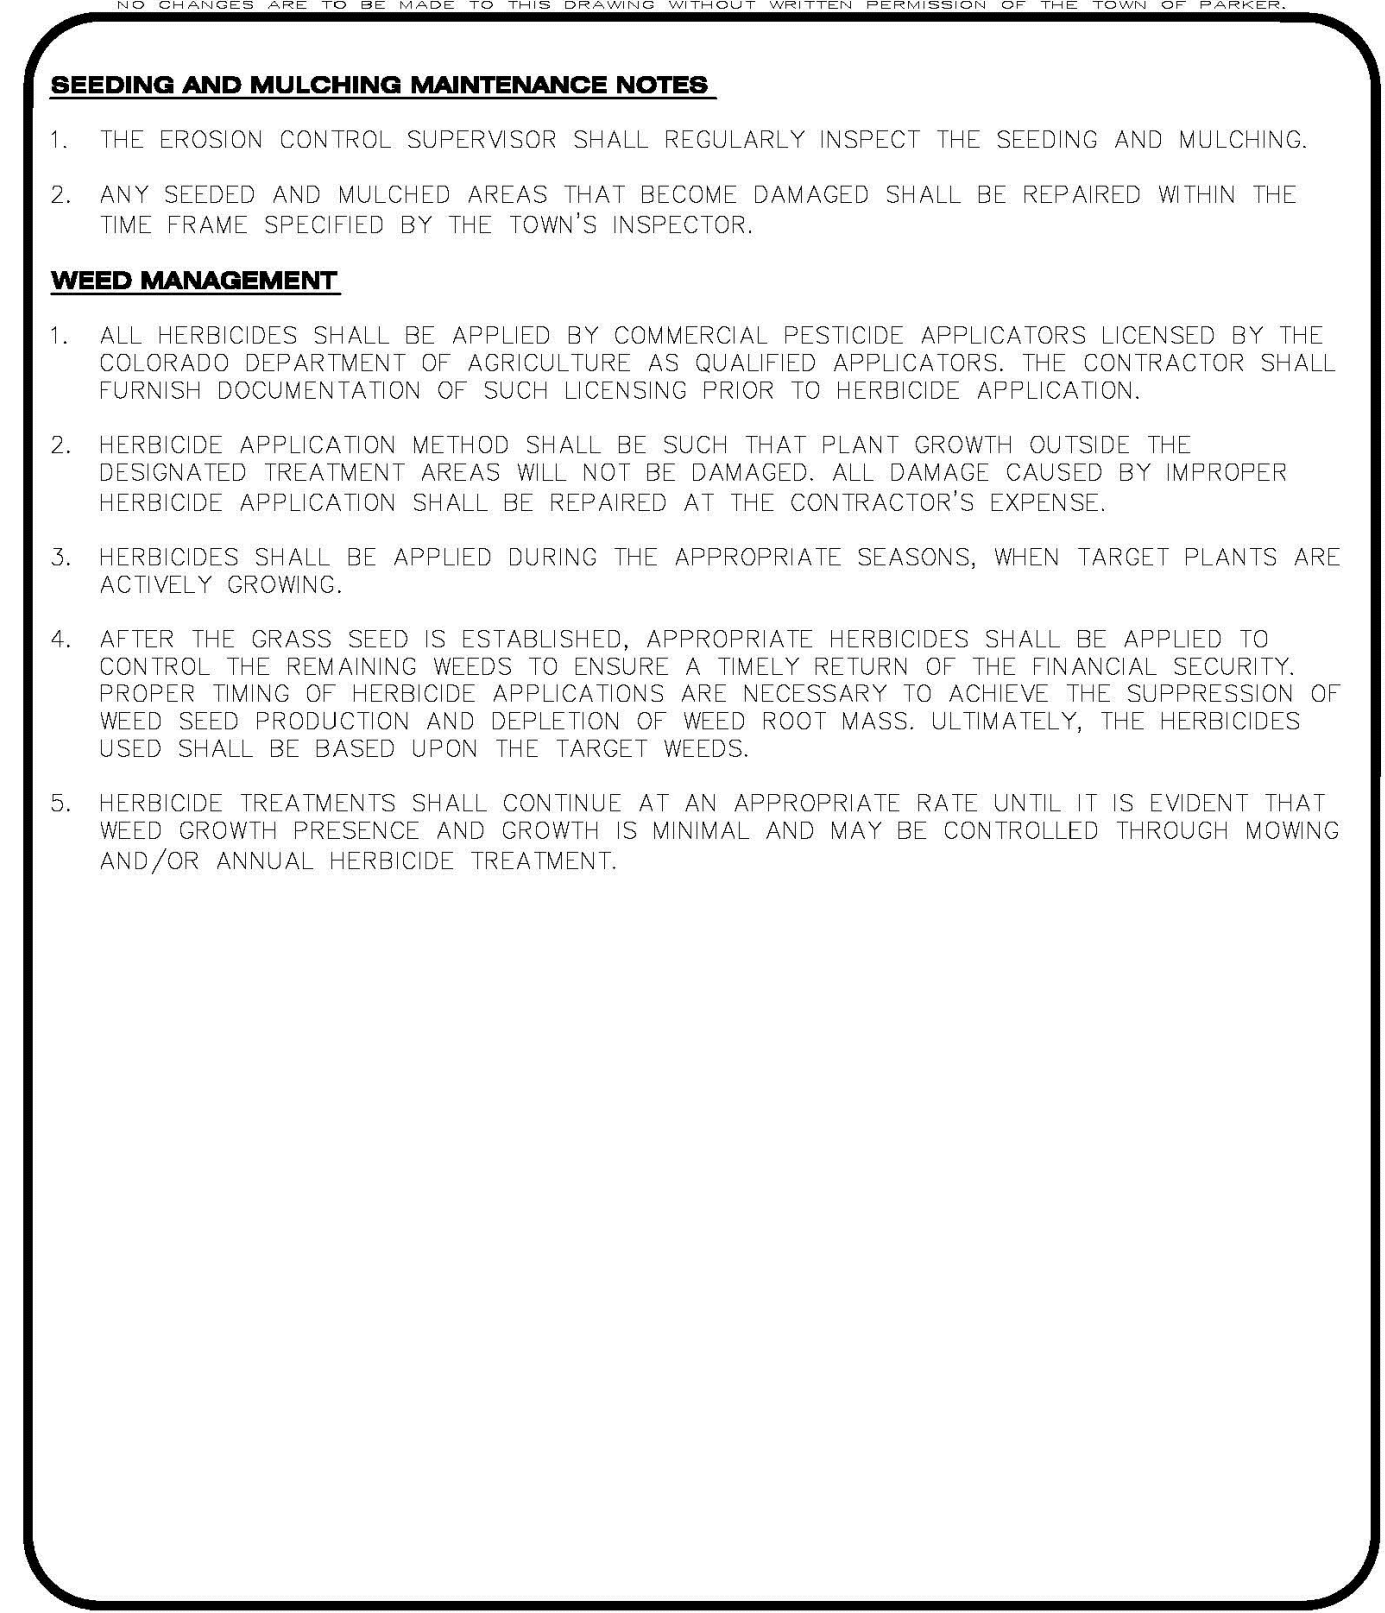 NO CHANGES ARE TO BE MADE TO THIS DRAWING WITHOUT WRITTEN PERMISSION OF THE TOWN OF PARKER.
SEEDING AND MULCHING MAINTENANCE NOTES
1. THE EROSION CONTROL SUPERVISOR SHALL REGULARLY INSPECT THE SEEDING AND MULCHING.
2. ANY SEEDED AND MULCHED AREAS THAT BECOME DAMAGED SHALL BE REPAIRED WITHIN THE
TIME FRAME SPECIFIED BY THE TOWN'S INSPECTOR.
WEED MANAGEMENT
1. ALL HERBICIDES SHALL BE APPLIED BY COMMERCIAL PESTICIDE APPLICATORS LICENSED BY THE
COLORADO DEPARTMENT OF AGRICULTURE AS QUALIFIED APPLICATORS. THE CONTRACTOR SHALL
FURNISH DOCUMENTATION OF SUCH LICENSING PRIOR TO HERBICIDE APPLICATION.
2. HERBICIDE APPLICATION METHOD SHALL BE SUCH THAT PLANT GROWTH OUTSIDE THE
DESIGNATED TREATMENT AREAS WILL NOT BE DAMAGED. ALL DAMAGE CAUSED BY IMPROPER
HERBICIDE APPLICATION SHALL BE REPAIRED AT THE CONTRACTOR'S EXPENSE.
3. HERBICIDES SHALL BE APPLIED DURING THE APPROPRIATE SEASONS, WHEN TARGET PLANTS ARE
ACTIVELY GROWING.
4. AFTER THE GRASS SEED IS ESTABLISHED, APPROPRIATE HERBICIDES SHALL BE APPLIED TO
CONTROL THE REMAINING WEEDS TO ENSURE A TIMELY RETURN OF THE FINANCIAL SECURITY.
PROPER TIMING OF HERBICIDE APPLICATIONS ARE NECESSARY TO ACHIEVE THE SUPPRESSION OF
WEED SEED PRODUCTION AND DEPLETION OF WEED ROOT MASS. ULTIMATELY, THE HERBICIDES
USED SHALL BE BASED UPON THE TARGET WEEDS.
5. HERBICIDE TREATMENTS SHALL CONTINUE AT AN APPROPRIATE RATE UNTIL IT IS EVIDENT THAT
WEED GROWTH PRESENCE AND GROWTH IS MINIMAL AND MAY BE CONTROLLED THROUGH MOWING
AND/OR ANNUAL HERBICIDE TREATMENT.